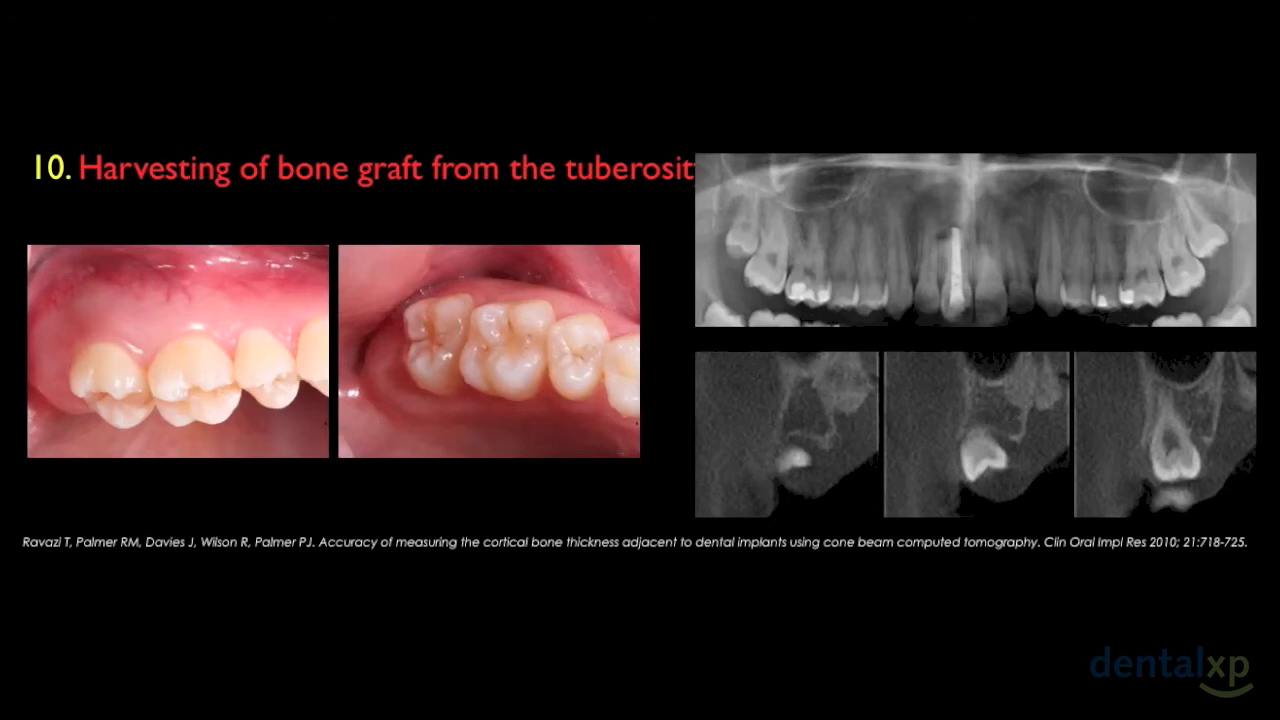 10. Harvesting of bone graft from the tuberosit
Ravazi T, Palmer RM, Davies J, Wilson R, Palmer PJ. Accuracy of measuring the cortical bone thickness adjacent to dental implants using cone beam computed tomography. Clin Oral Impl Res 2010; 21:718-725.
dentalxp